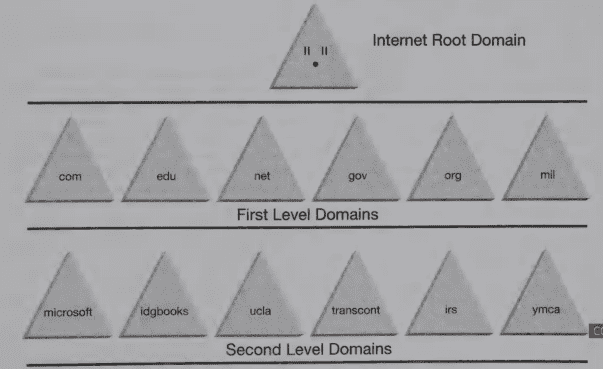 " "
.
Internet Root Domain
com edu net gov org mil
First Level Domains
microsoft idgbooks ucla transcont irs ymca
Second Level Domains